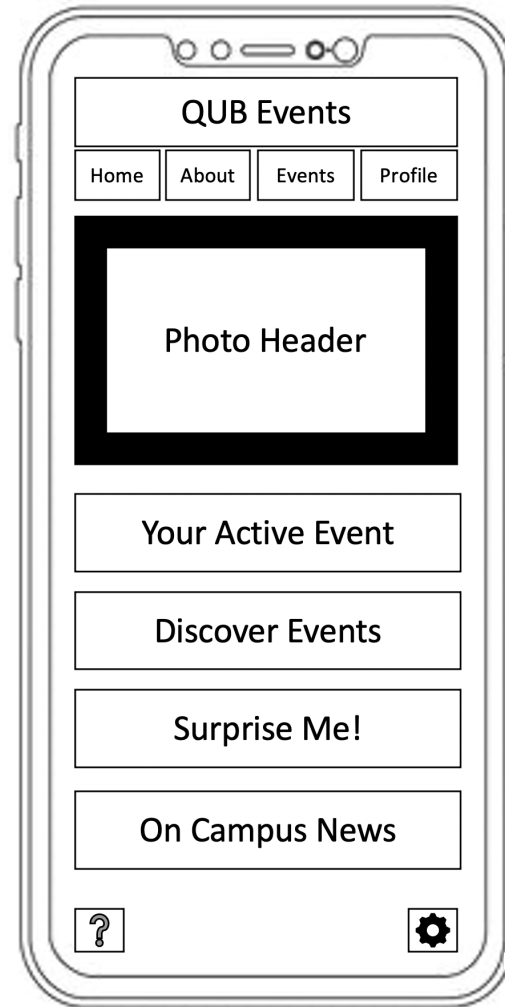 QUB Events
Home About Events Profile
Photo Header
Your Active Event
Discover Events
Surprise Me!
On Campus News
?